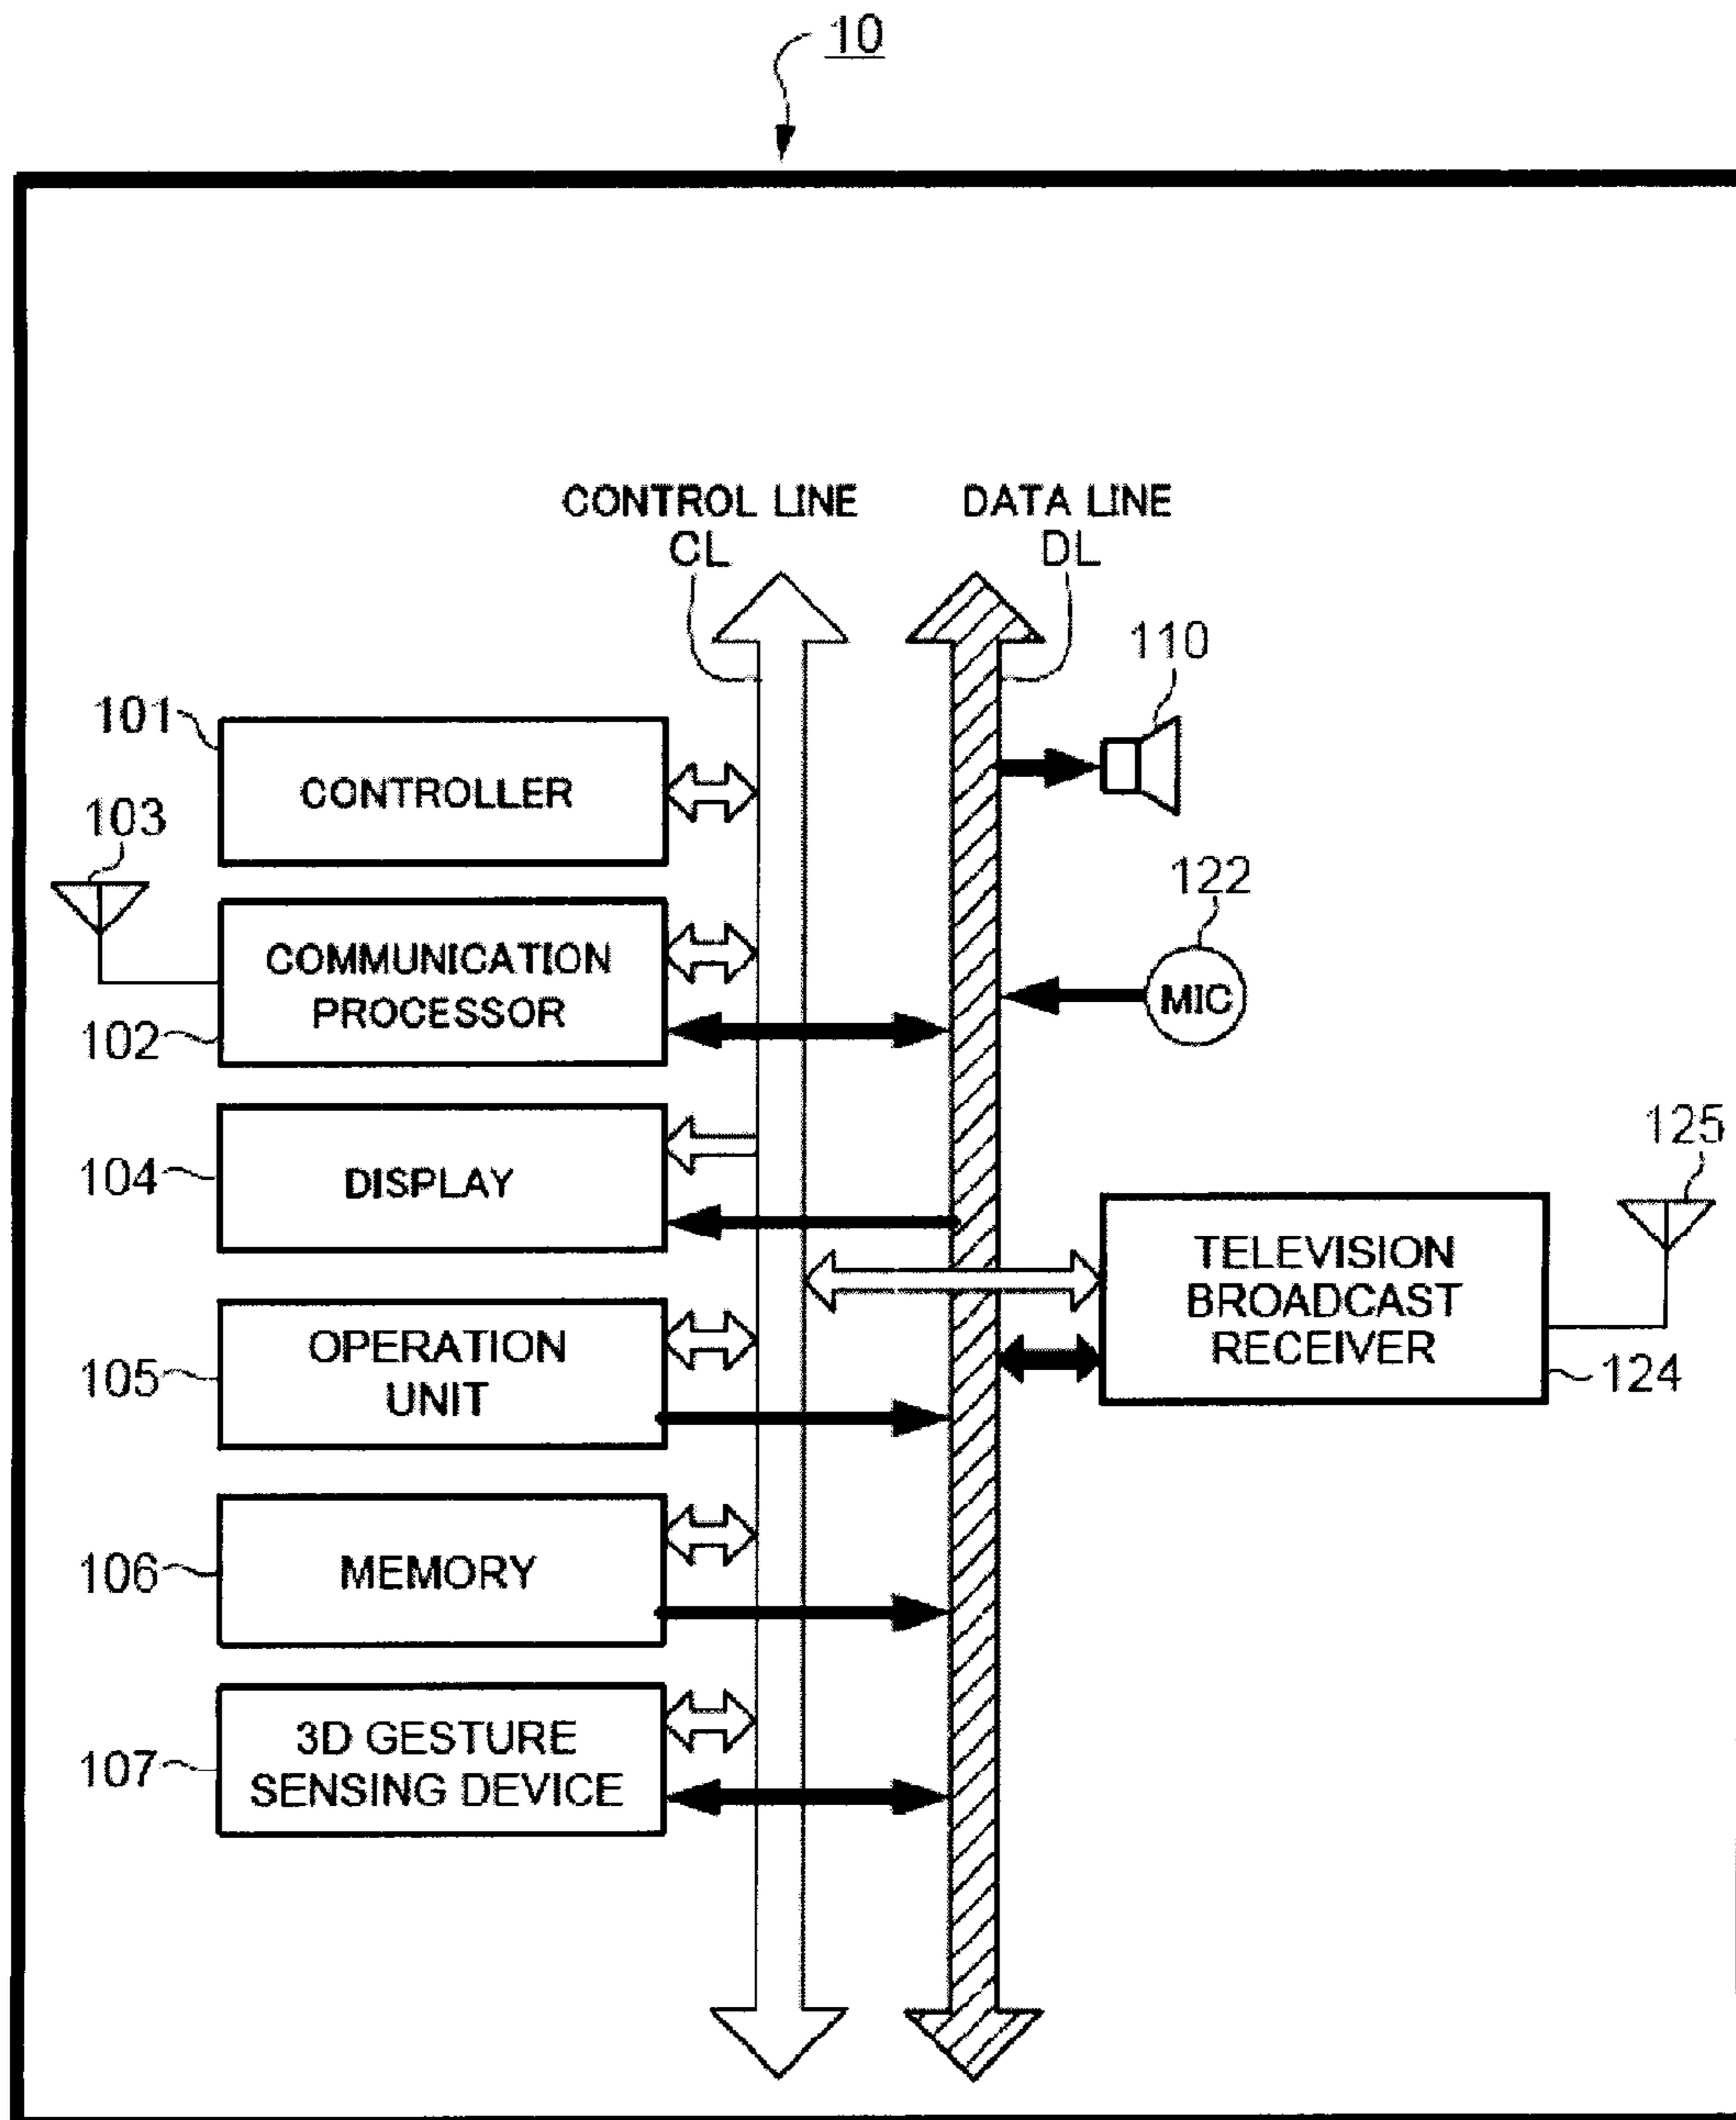 10
CONTROL LINE
CL
DATA LINE
DL
110
101
CONTROLLER
103
122
COMMUNICATION
PROCESSOR
MIC
102
104
DISPLAY
125
TELEVISION
BROADCAST
RECEIVER
124
OPERATION
UNIT
105
106
MEMORY
107
3D GESTURE
SENSING DEVICE